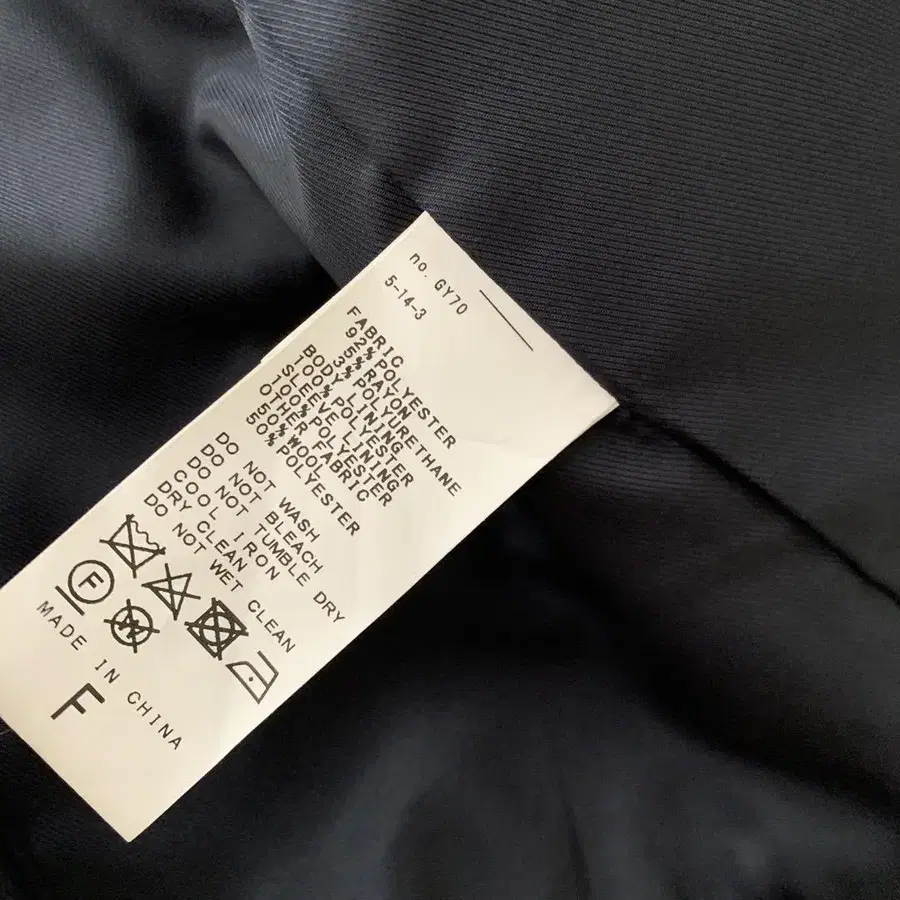 no. GY70
5-14-3
FABRIC
92%POLYESTER
5%RAYON
3% POLYURETHANE
BODY LINING
100% POLYESTER
SLEEVE LINING
100%POLYESTER
OTHER FABRIC
50%WOOL
50%POLYESTER
DO NOT WASH
DO NOT BLEACH
DO NOT TUMBLE DRY
COOL IRON
DRY CLEAN
DO NOT WET CLEAN
F
W
MADE IN CHINA
F